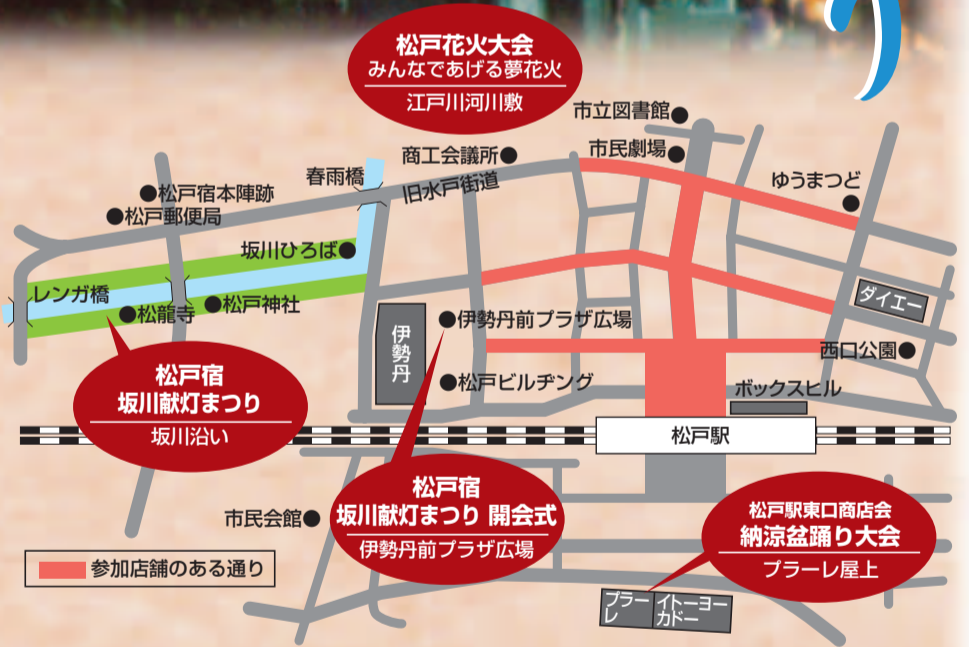 松戸花火大会
みんなであげる夢花火
江戸川河川敷
市立図書館
市民劇場
商工会議所
旧水戸街道
春雨橋
ゆうまつど
松戸宿本陣跡
松戸郵便局
坂川ひろば
レンガ橋
松龍寺
松戸神社
ダイエー
伊勢丹
伊勢丹前プラザ広場
西口公園
松戸ビルヂング
ボックスヒル
松戸宿
坂川献灯まつり
坂川沿い
松戸駅
松戸宿
坂川献灯まつり 開会式
伊勢丹前プラザ広場
市民会館
松戸駅東口商店会
納涼盆踊り大会
プラーレ屋上
参加店舗のある通り
プラー
レ
イトーヨー
カドー